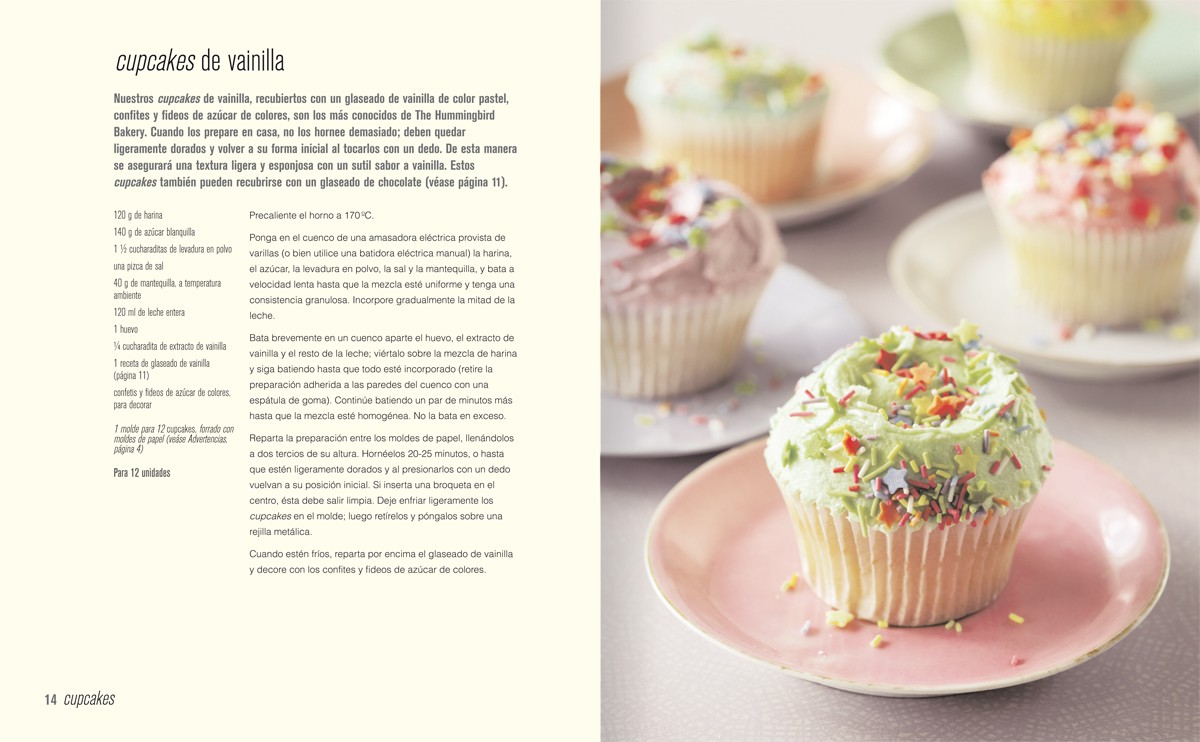 cupcakes de vainilla
Nuestros cupcakes de vainilla, recubiertos con un glaseado de vainilla de color pastel,
confites y fideos de azúcar de colores, son los más conocidos de The Hummingbird
Bakery. Cuando los prepare en casa, no los hornee demasiado; deben quedar
ligeramente dorados y volver a su forma inicial al tocarlos con un dedo. De esta manera
se asegurará una textura ligera y esponjosa con un sutil sabor a vainilla. Estos
cupcakes también pueden recubrirse con un glaseado de chocolate (véase página 11).
120 g de harina
140 g de azúcar blanquilla
1 ½ cucharaditas de levadura en polvo
una pizca de sal
40 g de mantequilla, a temperatura
ambiente
120 ml de leche entera
1 huevo
¼ cucharadita de extracto de vainilla
1 receta de glaseado de vainilla
(página 11)
confetis y fideos de azúcar de colores,
para decorar
1 molde para 12 cupcakes, forrado con
moldes de papel (veáse Advertencias,
página 4)
Para 12 unidades
Precaliente el horno a 170 ºC.
Ponga en el cuenco de una amasadora eléctrica provista de
varillas (o bien utilice una batidora eléctrica manual) la harina,
el azúcar, la levadura en polvo, la sal y la mantequilla, y bata a
velocidad lenta hasta que la mezcla esté uniforme y tenga una
consistencia granulosa. Incorpore gradualmente la mitad de la
leche.
Bata brevemente en un cuenco aparte el huevo, el extracto de
vainilla y el resto de la leche; viértalo sobre la mezcla de harina
y siga batiendo hasta que todo esté incorporado (retire la
preparación adherida a las paredes del cuenco con una
espátula de goma). Continúe batiendo un par de minutos más
hasta que la mezcla esté homogénea. No la bata en exceso.
Reparta la preparación entre los moldes de papel, llenándolos
a dos tercios de su altura. Hornéelos 20-25 minutos, o hasta
que estén ligeramente dorados y al presionarlos con un dedo
vuelvan a su posición inicial. Si inserta una broqueta en el
centro, ésta debe salir limpia. Deje enfriar ligeramente los
cupcakes en el molde; luego retírelos y póngalos sobre una
rejilla metálica.
Cuando estén fríos, reparta por encima el glaseado de vainilla
y decore con los confites y fideos de azúcar de colores.
14 cupcakes